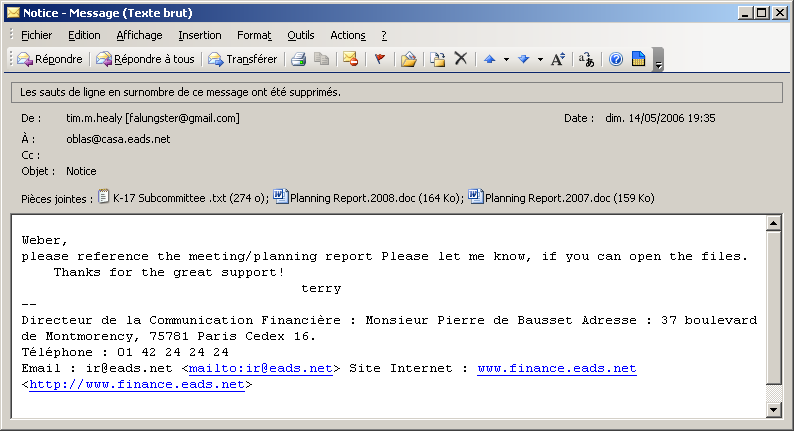 Notice - Message (Texte brut)
Fichier Edition Affichage Insertion Format Outils Actions ?
Répondre Répondre à tous Transférer
Les sauts de ligne en surnombre de ce message ont été supprimés.
De : tim.m.healy [falungster@gmail.com] Date : dim. 14/05/2006 19:35
À : oblas@casa.eads.net
Cc :
Objet : Notice
Pièces jointes : K-17 Subcommittee .txt (274 o); Planning Report.2008.doc (164 Ko); Planning Report.2007.doc (159 Ko)
Weber,
please reference the meeting/planning report Please let me know, if you can open the files.
Thanks for the great support!
terry
--
Directeur de la Communication Financière : Monsieur Pierre de Bausset Adresse : 37 boulevard
de Montmorency, 75781 Paris Cedex 16.
Téléphone : 01 42 24 24 24
Email : ir@eads.net <mailto:ir@eads.net> Site Internet : www.finance.eads.net
<http://www.finance.eads.net>